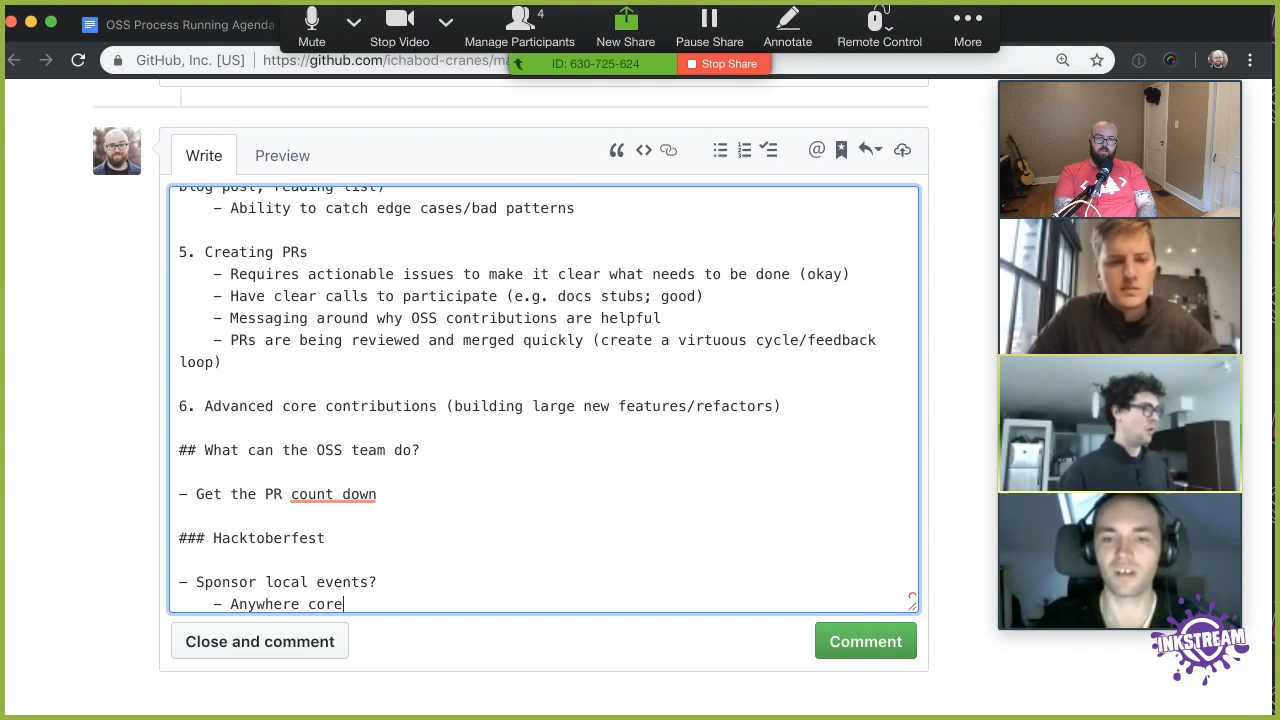 OSS Process Running Agenda
Mute
Stop Video
4
Manage Participants
New Share
Pause Share
Annotate
Remote Control
More
GitHub, Inc. [US]
https://github.com/ichabod-cranes/ma
ID: 630-725-624
Stop Share
Write
Preview
blog post, reading list)
– Ability to catch edge cases/bad patterns
5. Creating PRs
– Requires actionable issues to make it clear what needs to be done (okay)
– Have clear calls to participate (e.g. docs stubs; good)
– Messaging around why OSS contributions are helpful
– PRs are being reviewed and merged quickly (create a virtuous cycle/feedback
loop)
6. Advanced core contributions (building large new features/refactors)
## What can the OSS team do?
– Get the PR count down
### Hacktoberfest
– Sponsor local events?
– Anywhere core
Close and comment
Comment
INKSTREAM